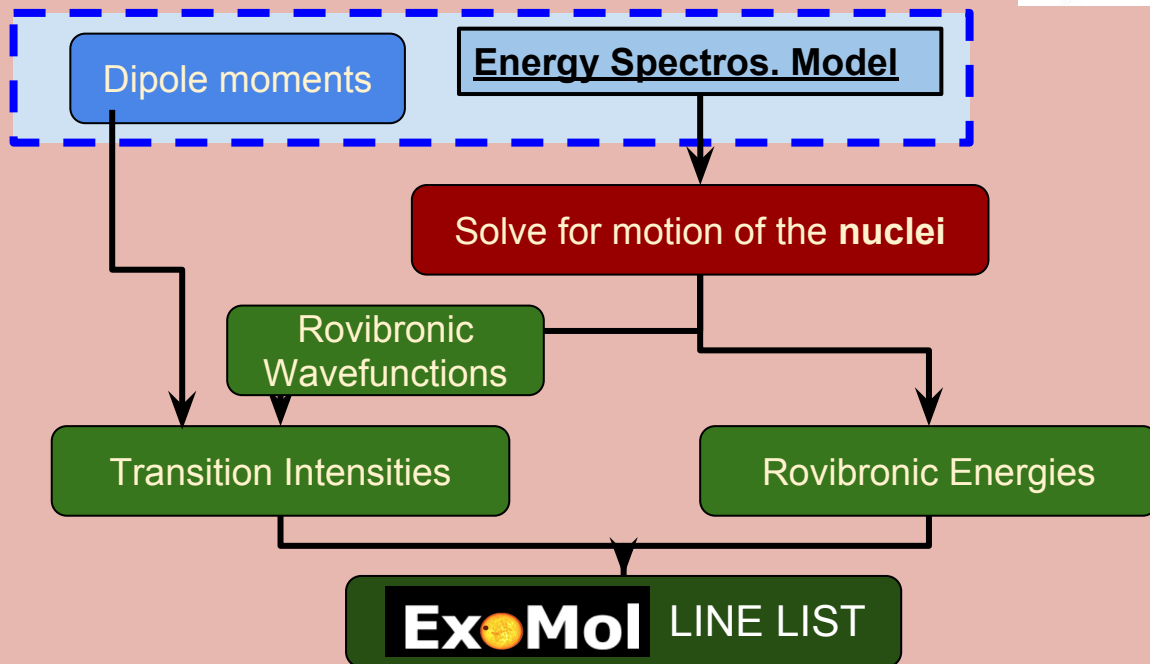 Dipole moments
Energy Spectros. Model
Solve for motion of the nuclei
Rovibronic
Wavefunctions
Transition Intensities
Rovibronic Energies
ExoMol LINE LIST